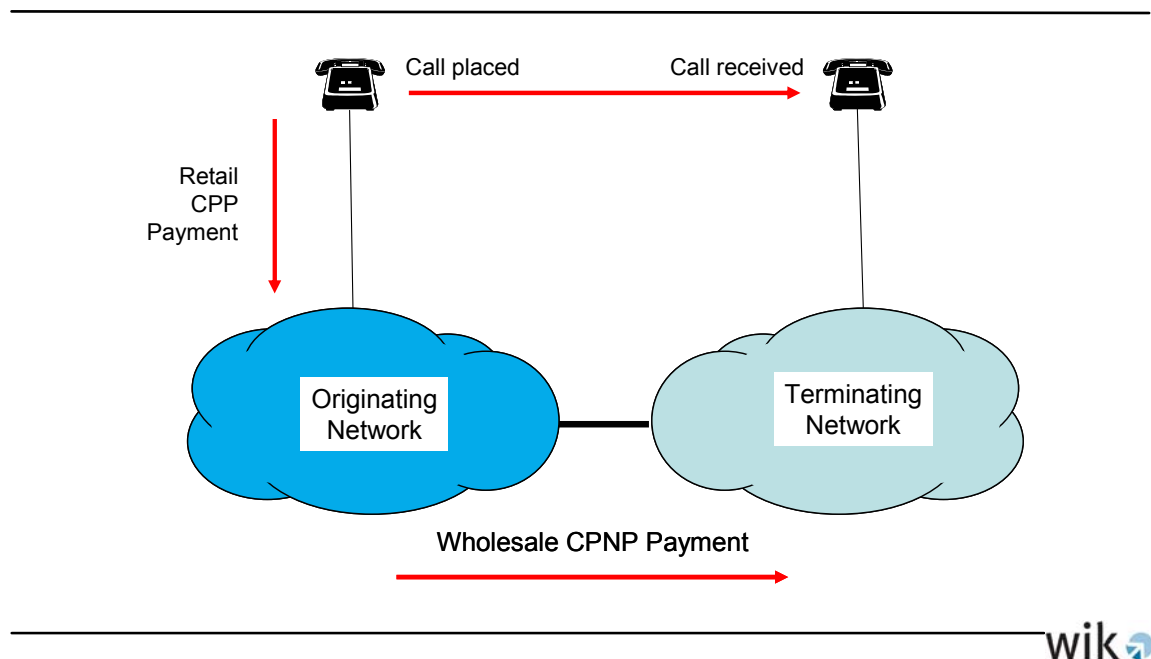 Call placed
Call received
Retail
CPP
Payment
Originating
Network
Terminating
Network
Wholesale CPNP Payment
wik